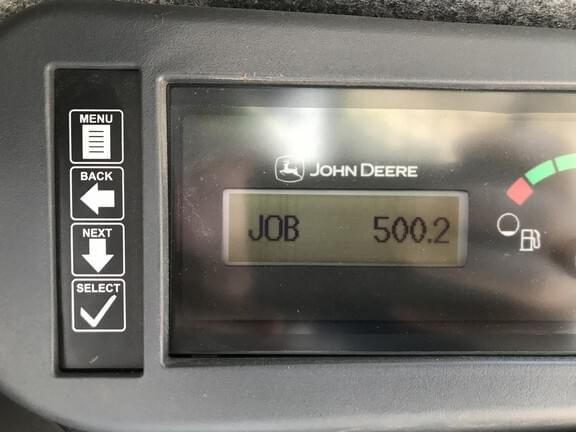 MENU
BACK
NEXT
SELECT
JOHN DEERE
JOB 500.2